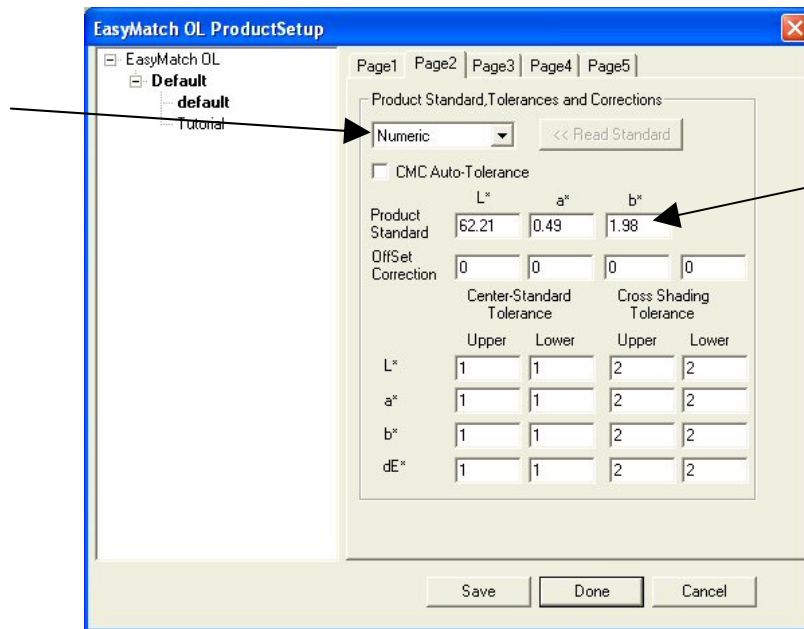 EasyMatch OL ProductSetup
EasyMatch OL
Default
default
Tutorial
Page1 Page2 Page3 Page4 Page5
Product Standard,Tolerances and Corrections
Numeric << Read Standard
CMC Auto-Tolerance
L* a* b*
Product
Standard 62.21 0.49 1.98
OffSet
Correction 0 0 0 0
Center-Standard Cross Shading
Tolerance Tolerance
Upper Lower Upper Lower
L* 1 1 2 2
a* 1 1 2 2
b* 1 1 2 2
dE* 1 1 2 2
Save Done Cancel